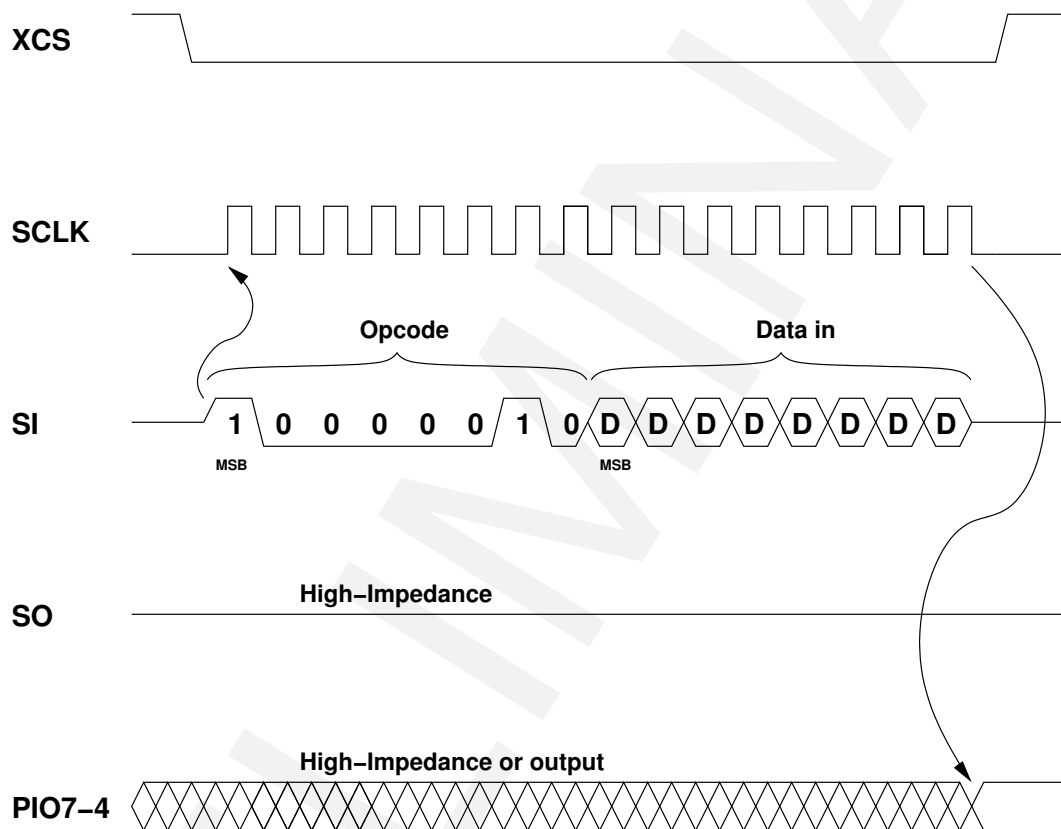 XCS
SCLK
Opcode Data in
SI 1 0 0 0 0 0 1 0 D D D D D D D D
MSB MSB
High−Impedance
SO
High−Impedance or output
PIO7−4